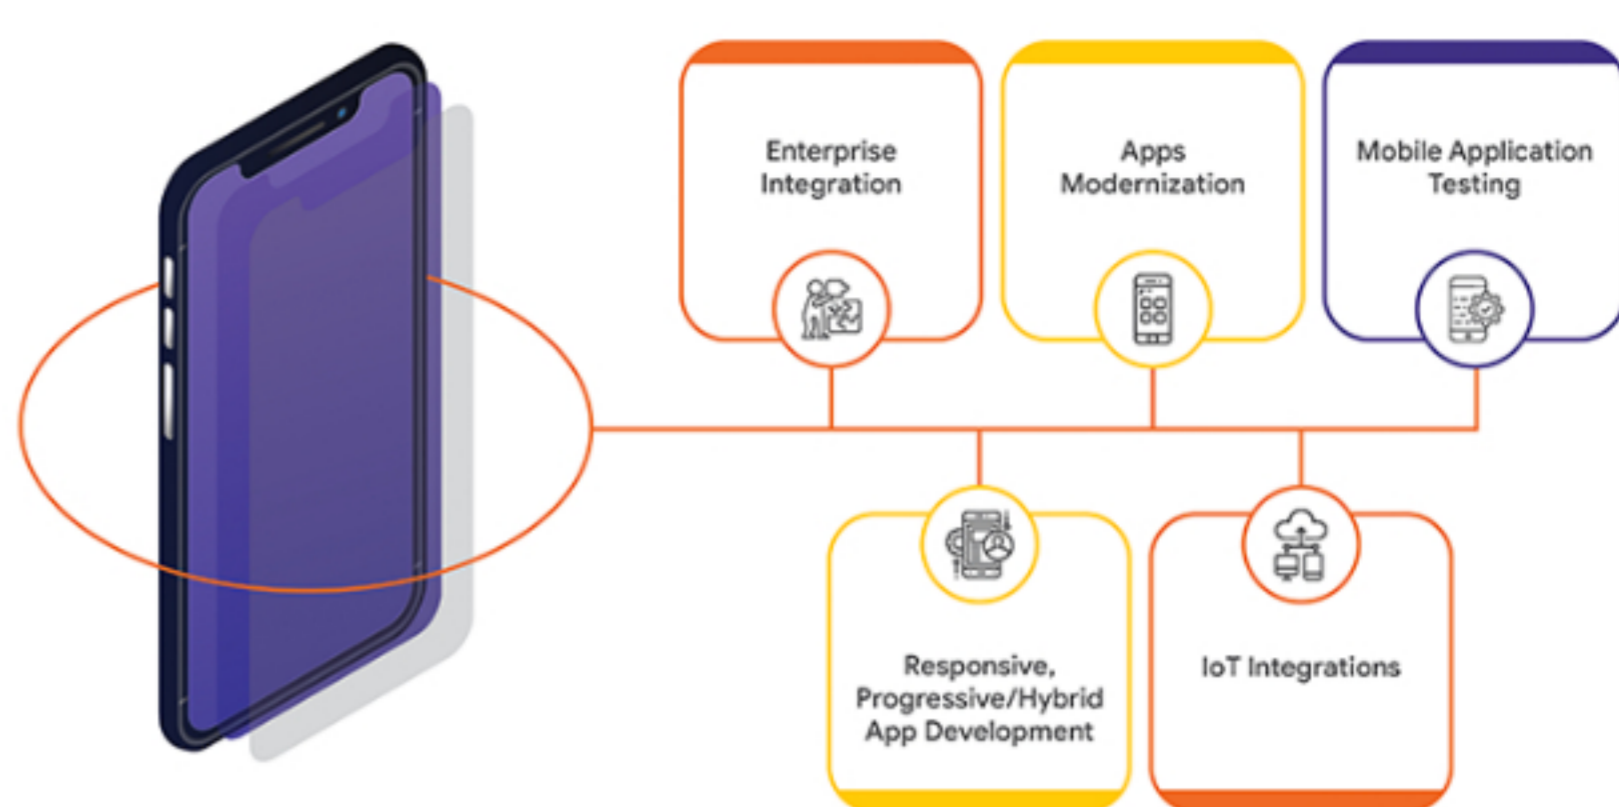 Enterprise
Integration
Apps
Modernization
Mobile Application
Testing
Responsive,
Progressive/Hybrid
App Development
IoT Integrations